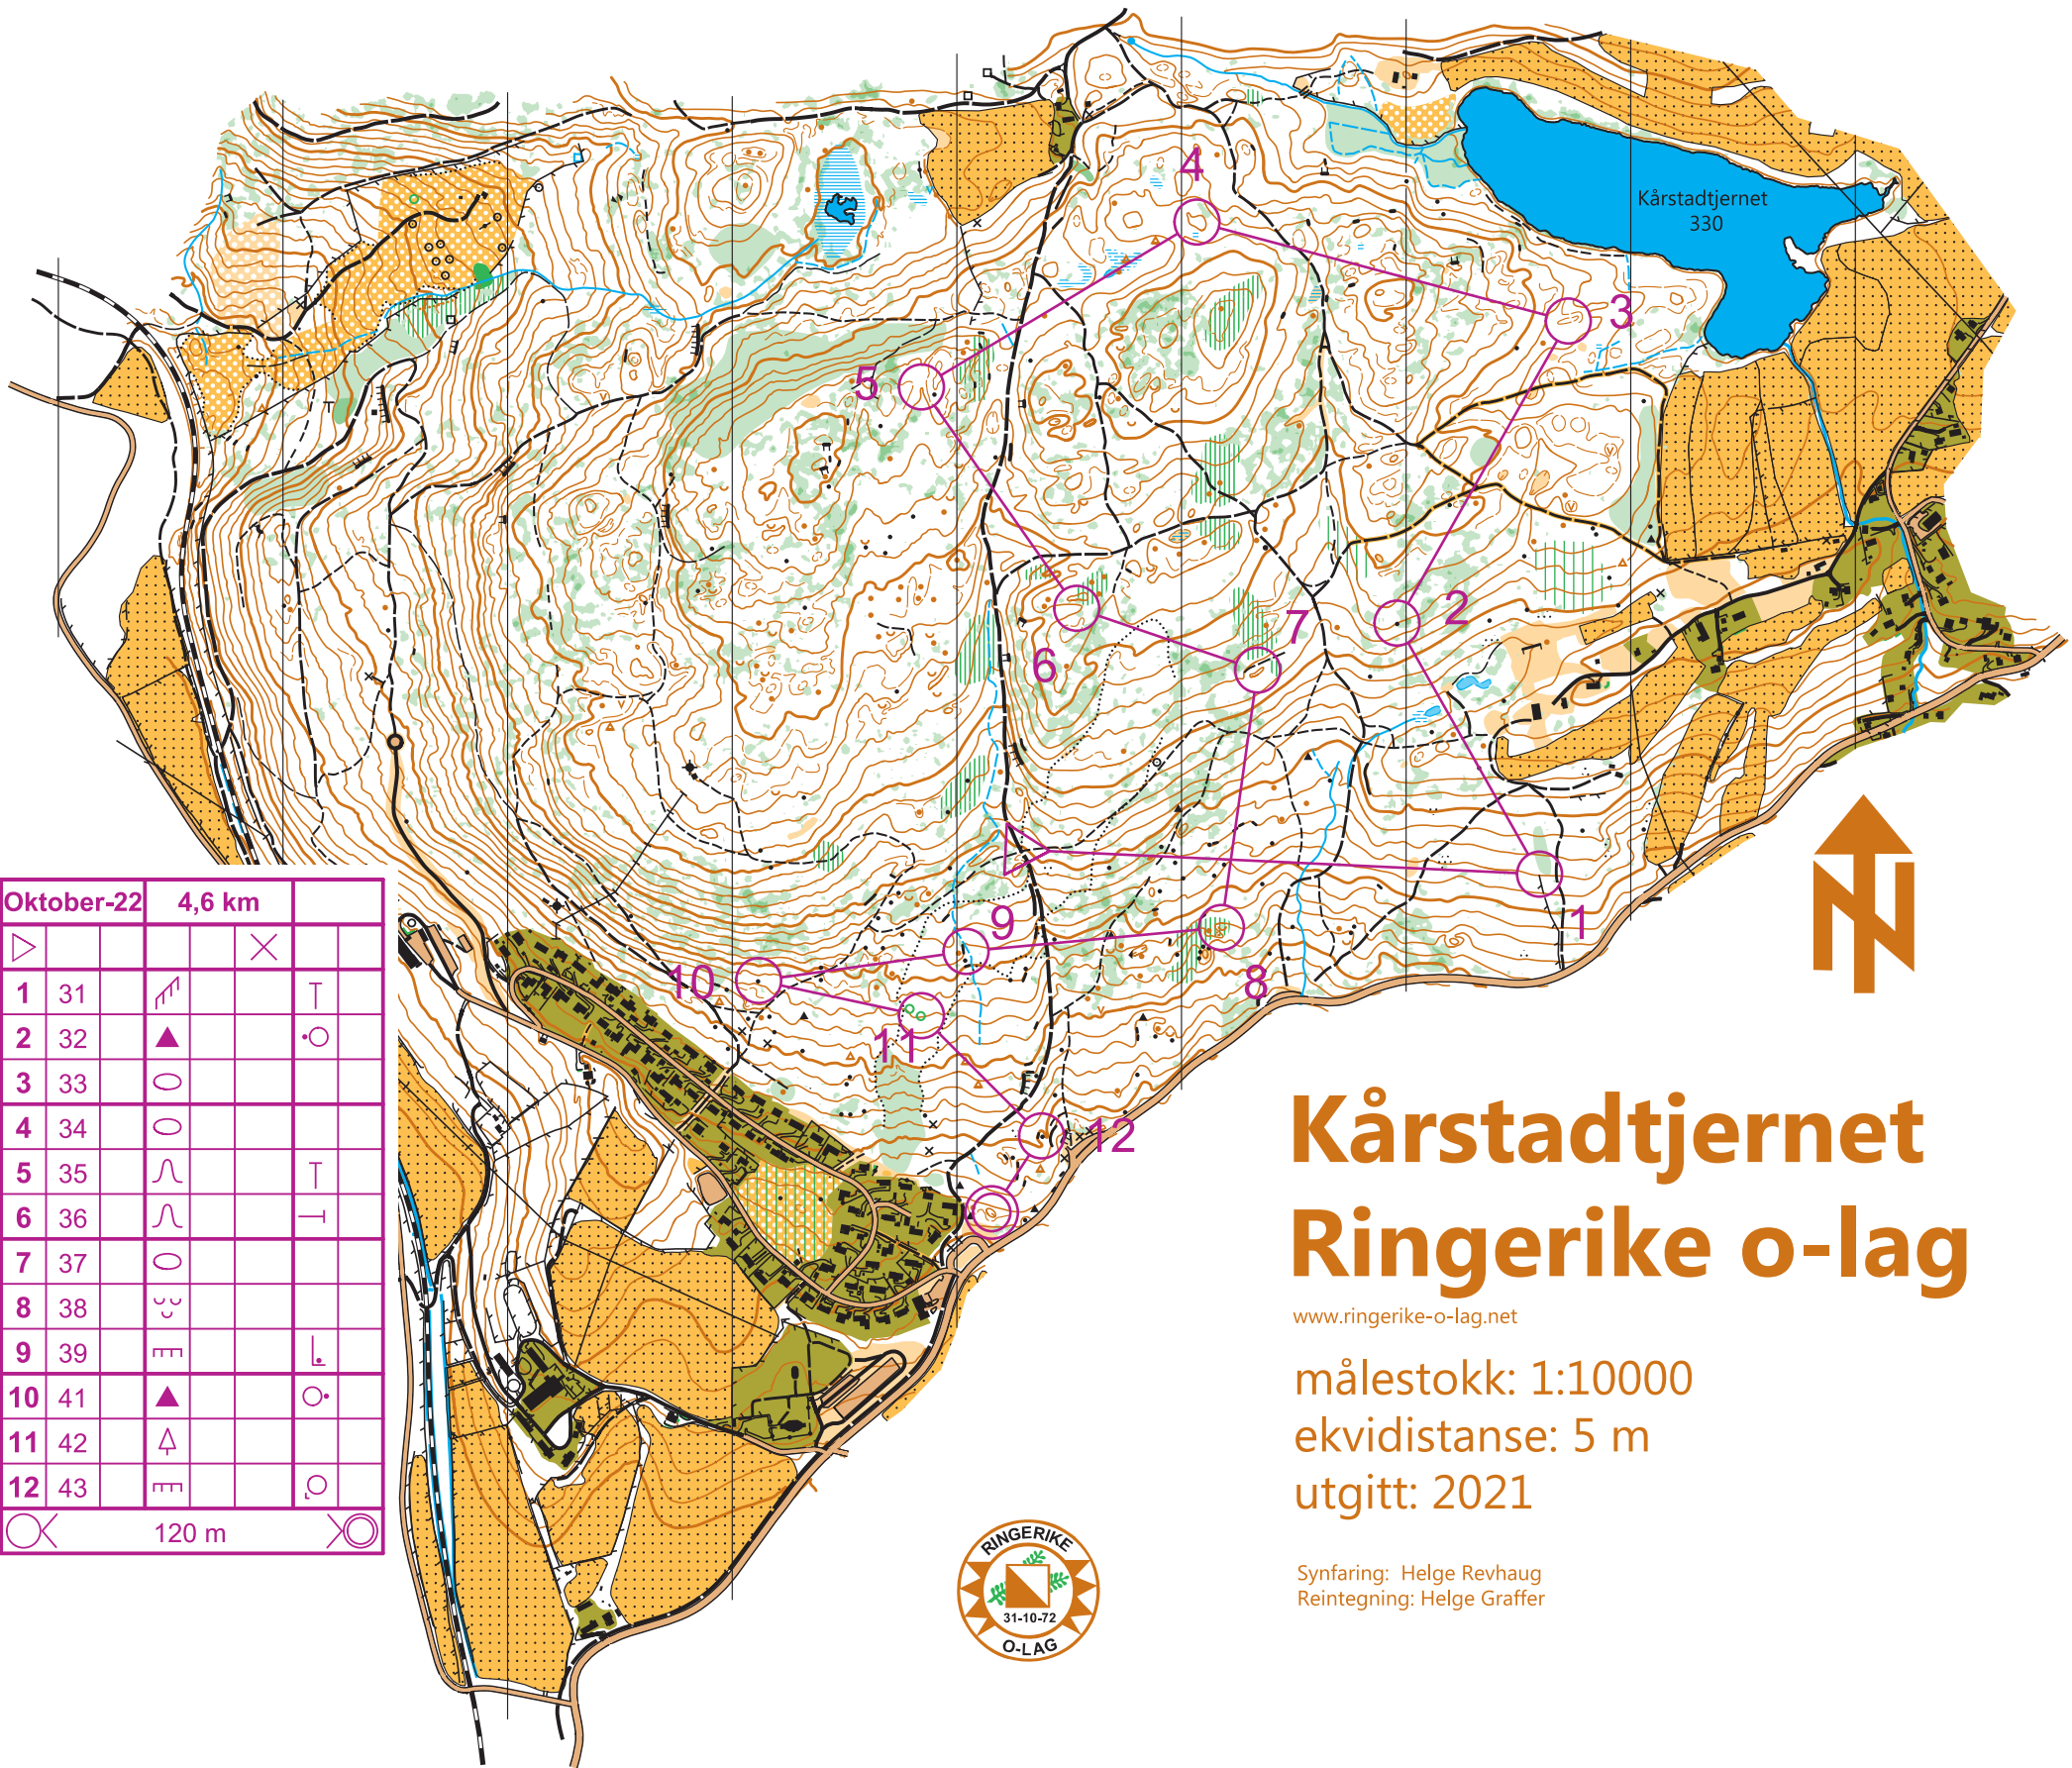 Kårstadtjernet
330
4
3
5
2
7
6
9
1
10
8
11
12
Oktober-22 4,6 km
1 31
2 32
3 33
4 34
5 35
6 36
7 37
8 38
9 39
10 41
11 42
12 43
120 m
Kårstadtjernet
Ringerike o-lag
www.ringerike-o-lag.net
målestokk: 1:10000
ekvidistanse: 5 m
utgitt: 2021
Synfaring: Helge Revhaug
Reintegning: Helge Graffer
RINGERIKE
31-10-72
O-LAG